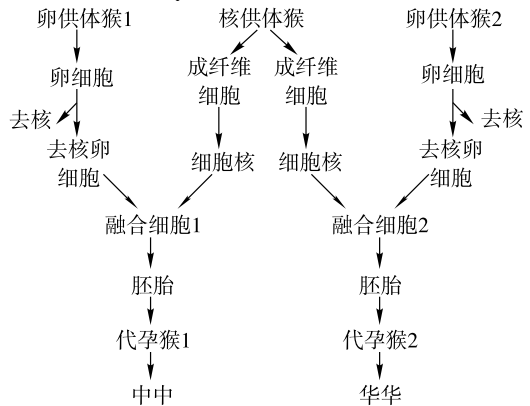 卵供体猴1 核供体猴 卵供体猴2
卵细胞 成纤维 成纤维 卵细胞
细胞 细胞
去核 去核
去核卵 去核卵
细胞 细胞核 细胞核 细胞
融合细胞1 融合细胞2
胚胎 胚胎
代孕猴1 代孕猴2
中中 华华